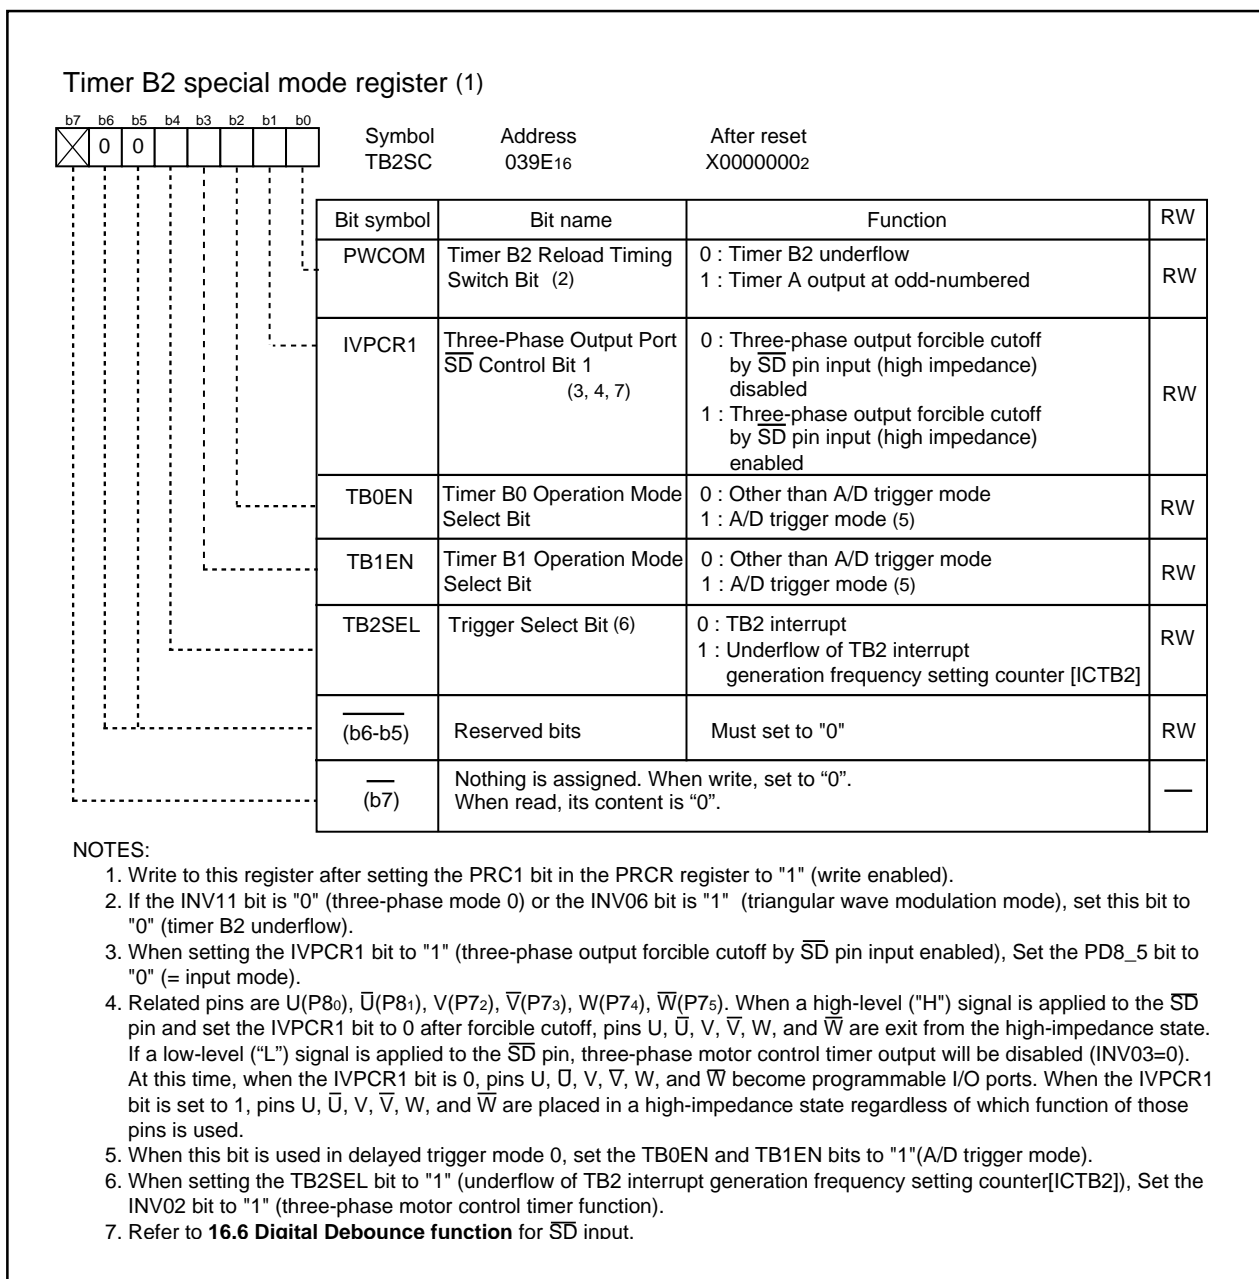 Timer B2 special mode register (1)
b7 b6 b5 b4 b3 b2 b1 b0
0 0
Symbol Address After reset
TB2SC 039E16 X00000002
Bit symbol Bit name Function RW
PWCOM Timer B2 Reload Timing Switch Bit (2) 0 : Timer B2 underflow
1 : Timer A output at odd-numbered RW
IVPCR1 Three-Phase Output Port
S̅D̅ Control Bit 1
(3, 4, 7)
0 : Three-phase output forcible cutoff
by S̅D̅ pin input (high impedance)
disabled
1 : Three-phase output forcible cutoff
by S̅D̅ pin input (high impedance)
enabled
RW
TB0EN Timer B0 Operation Mode
Select Bit
0 : Other than A/D trigger mode
1 : A/D trigger mode (5)
RW
TB1EN Timer B1 Operation Mode
Select Bit
0 : Other than A/D trigger mode
1 : A/D trigger mode (5)
RW
TB2SEL Trigger Select Bit (6)
0 : TB2 interrupt
1 : Underflow of TB2 interrupt
generation frequency setting counter [ICTB2]
RW
(b6-b5) Reserved bits Must set to "0" RW
(b7) Nothing is assigned. When write, set to “0”.
When read, its content is “0”.
—
NOTES:
1. Write to this register after setting the PRC1 bit in the PRCR register to "1" (write enabled).
2. If the INV11 bit is "0" (three-phase mode 0) or the INV06 bit is "1" (triangular wave modulation mode), set this bit to
"0" (timer B2 underflow).
3. When setting the IVPCR1 bit to "1" (three-phase output forcible cutoff by S̅D̅ pin input enabled), Set the PD8_5 bit to
"0" (= input mode).
4. Related pins are U(P80), U̅(P81), V(P72), V̅(P73), W(P74), W̅(P75). When a high-level ("H") signal is applied to the S̅D̅
pin and set the IVPCR1 bit to 0 after forcible cutoff, pins U, U̅, V, V̅, W, and W̅ are exit from the high-impedance state.
If a low-level (“L”) signal is applied to the S̅D̅ pin, three-phase motor control timer output will be disabled (INV03=0).
At this time, when the IVPCR1 bit is 0, pins U, U̅, V, V̅, W, and W̅ become programmable I/O ports. When the IVPCR1
bit is set to 1, pins U, U̅, V, V̅, W, and W̅ are placed in a high-impedance state regardless of which function of those
pins is used.
5. When this bit is used in delayed trigger mode 0, set the TB0EN and TB1EN bits to "1"(A/D trigger mode).
6. When setting the TB2SEL bit to "1" (underflow of TB2 interrupt generation frequency setting counter[ICTB2]), Set the
INV02 bit to "1" (three-phase motor control timer function).
7. Refer to 16.6 Digital Debounce function for S̅D̅ input.